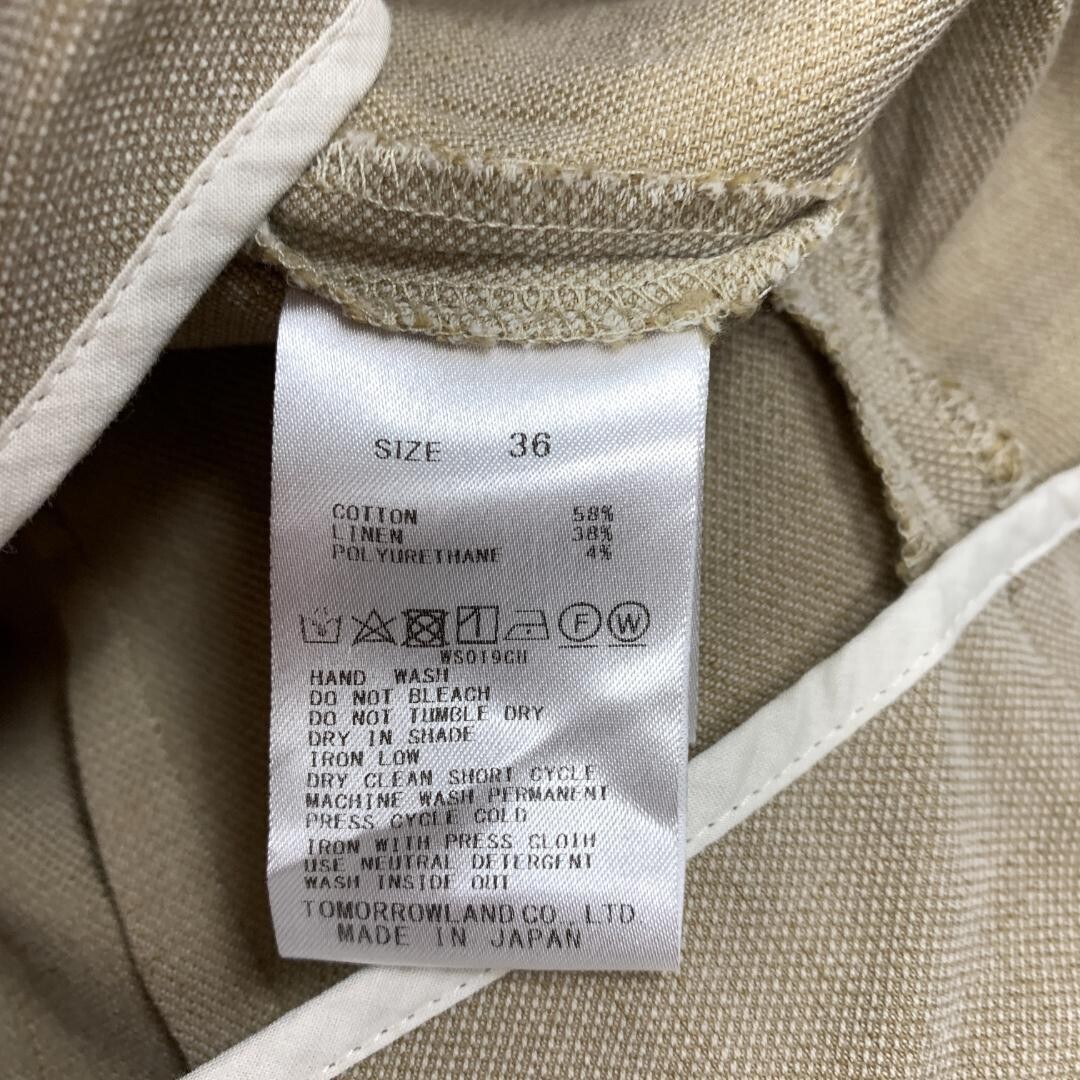 SIZE 36
COTTON 58%
LINEN 38%
POLYURETHANE 4%
F W
WS019GH
HAND WASH
DO NOT BLEACH
DO NOT TUMBLE DRY
DRY IN SHADE
IRON LOW
DRY CLEAN SHORT CYCLE
MACHINE WASH PERMANENT
PRESS CYCLE COLD
IRON WITH PRESS CLOTH
USE NEUTRAL DETERGENT
WASH INSIDE OUT
TOMORROWLAND CO.,LTD
MADE IN JAPAN